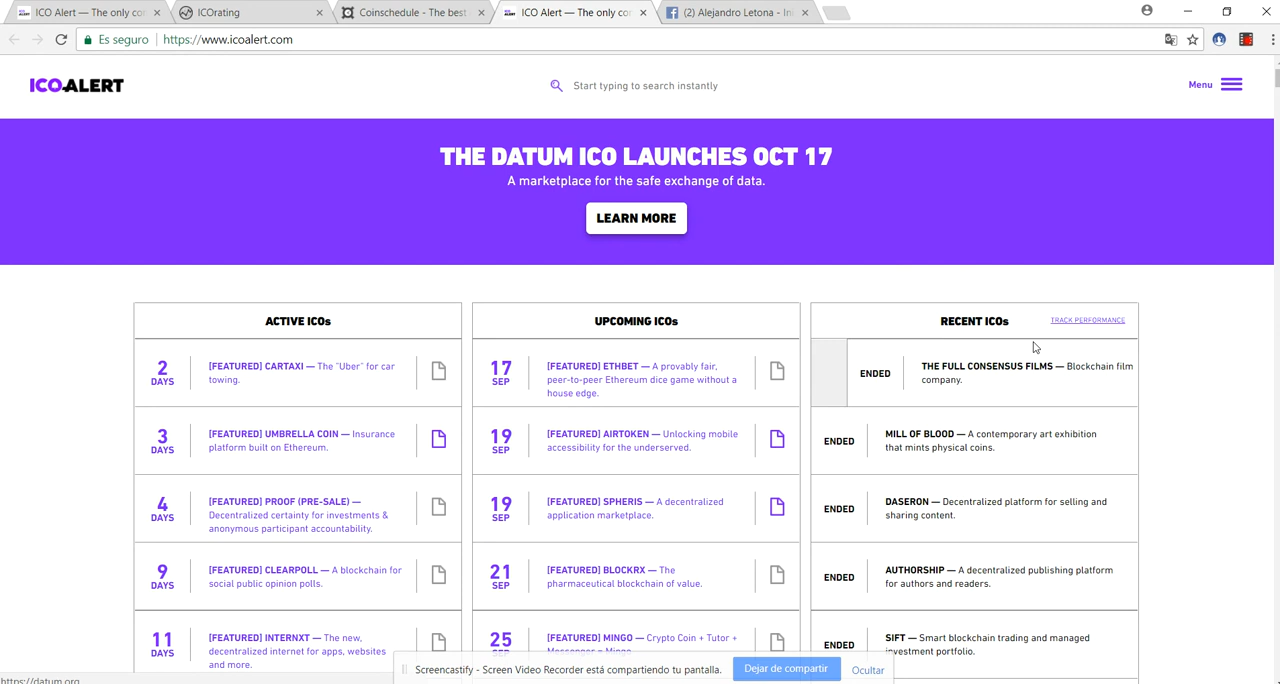 ICO Alert — The only co
ICOrating
Coinschedule - The best
ICO Alert — The only co
(2) Alejandro Letona - Ini
Es seguro
https://www.icoalert.com
ICO ALERT
Start typing to search instantly
Menu
THE DATUM ICO LAUNCHES OCT 17
A marketplace for the safe exchange of data.
LEARN MORE
ACTIVE ICOs
2
DAYS
[FEATURED] CARTAXI — The "Uber" for car
towing.
3
DAYS
[FEATURED] UMBRELLA COIN — Insurance
platform built on Ethereum.
4
DAYS
[FEATURED] PROOF (PRE-SALE) —
Decentralized certainty for investments &
anonymous participant accountability.
9
DAYS
[FEATURED] CLEARPOLL — A blockchain for
social public opinion polls.
11
DAYS
[FEATURED] INTERNXT — The new,
decentralized internet for apps, websites
and more.
UPCOMING ICOs
17
SEP
[FEATURED] ETHBET — A provably fair,
peer-to-peer Ethereum dice game without a
house edge.
19
SEP
[FEATURED] AIRTOKEN — Unlocking mobile
accessibility for the underserved.
19
SEP
[FEATURED] SPHERIS — A decentralized
application marketplace.
21
SEP
[FEATURED] BLOCKRX — The
pharmaceutical blockchain of value.
25
SEP
[FEATURED] MINGO — Crypto Coin + Tutor +
RECENT ICOs
TRACK PERFORMANCE
ENDED
THE FULL CONSENSUS FILMS — Blockchain film
company.
ENDED
MILL OF BLOOD — A contemporary art exhibition
that mints physical coins.
ENDED
DASERON — Decentralized platform for selling and
sharing content.
ENDED
AUTHORSHIP — A decentralized publishing platform
for authors and readers.
ENDED
SIFT — Smart blockchain trading and managed
investment portfolio.
Screencastify - Screen Video Recorder está compartiendo tu pantalla.
Dejar de compartir
Ocultar
https://datum.org